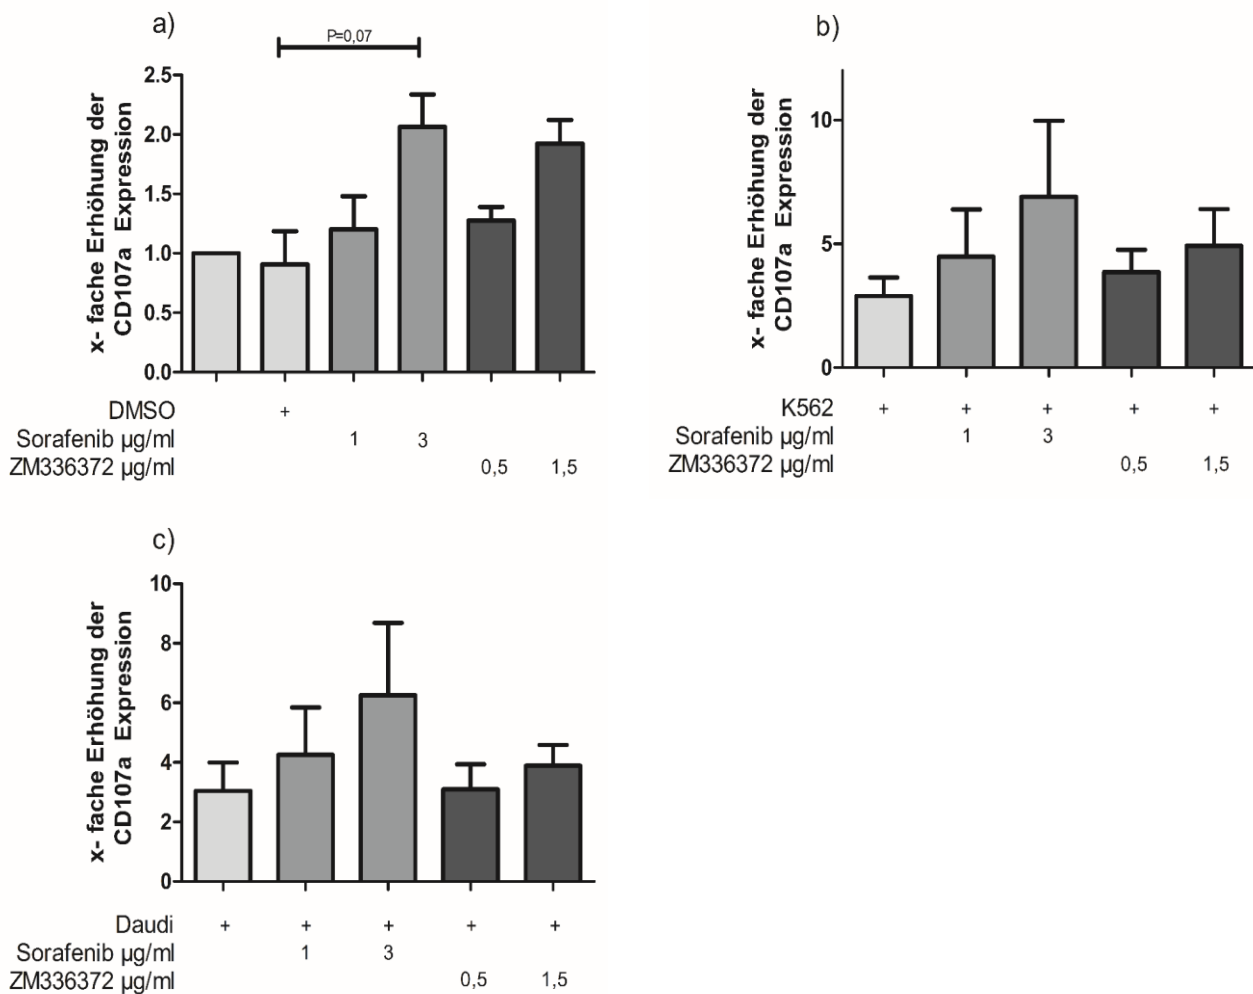 a)
P=0,07
x- fache Erhöhung der
CD107a Expression
2.5
2.0
1.5
1.0
0.5
0.0
DMSO +
Sorafenib µg/ml 1 3
ZM336372 µg/ml 0,5 1,5
b)
x- fache Erhöhung der
CD107a Expression
10
5
0
K562 + + + + +
Sorafenib µg/ml 1 3
ZM336372 µg/ml 0,5 1,5
c)
x- fache Erhöhung der
CD107a Expression
10
8
6
4
2
0
Daudi + + + + +
Sorafenib µg/ml 1 3
ZM336372 µg/ml 0,5 1,5